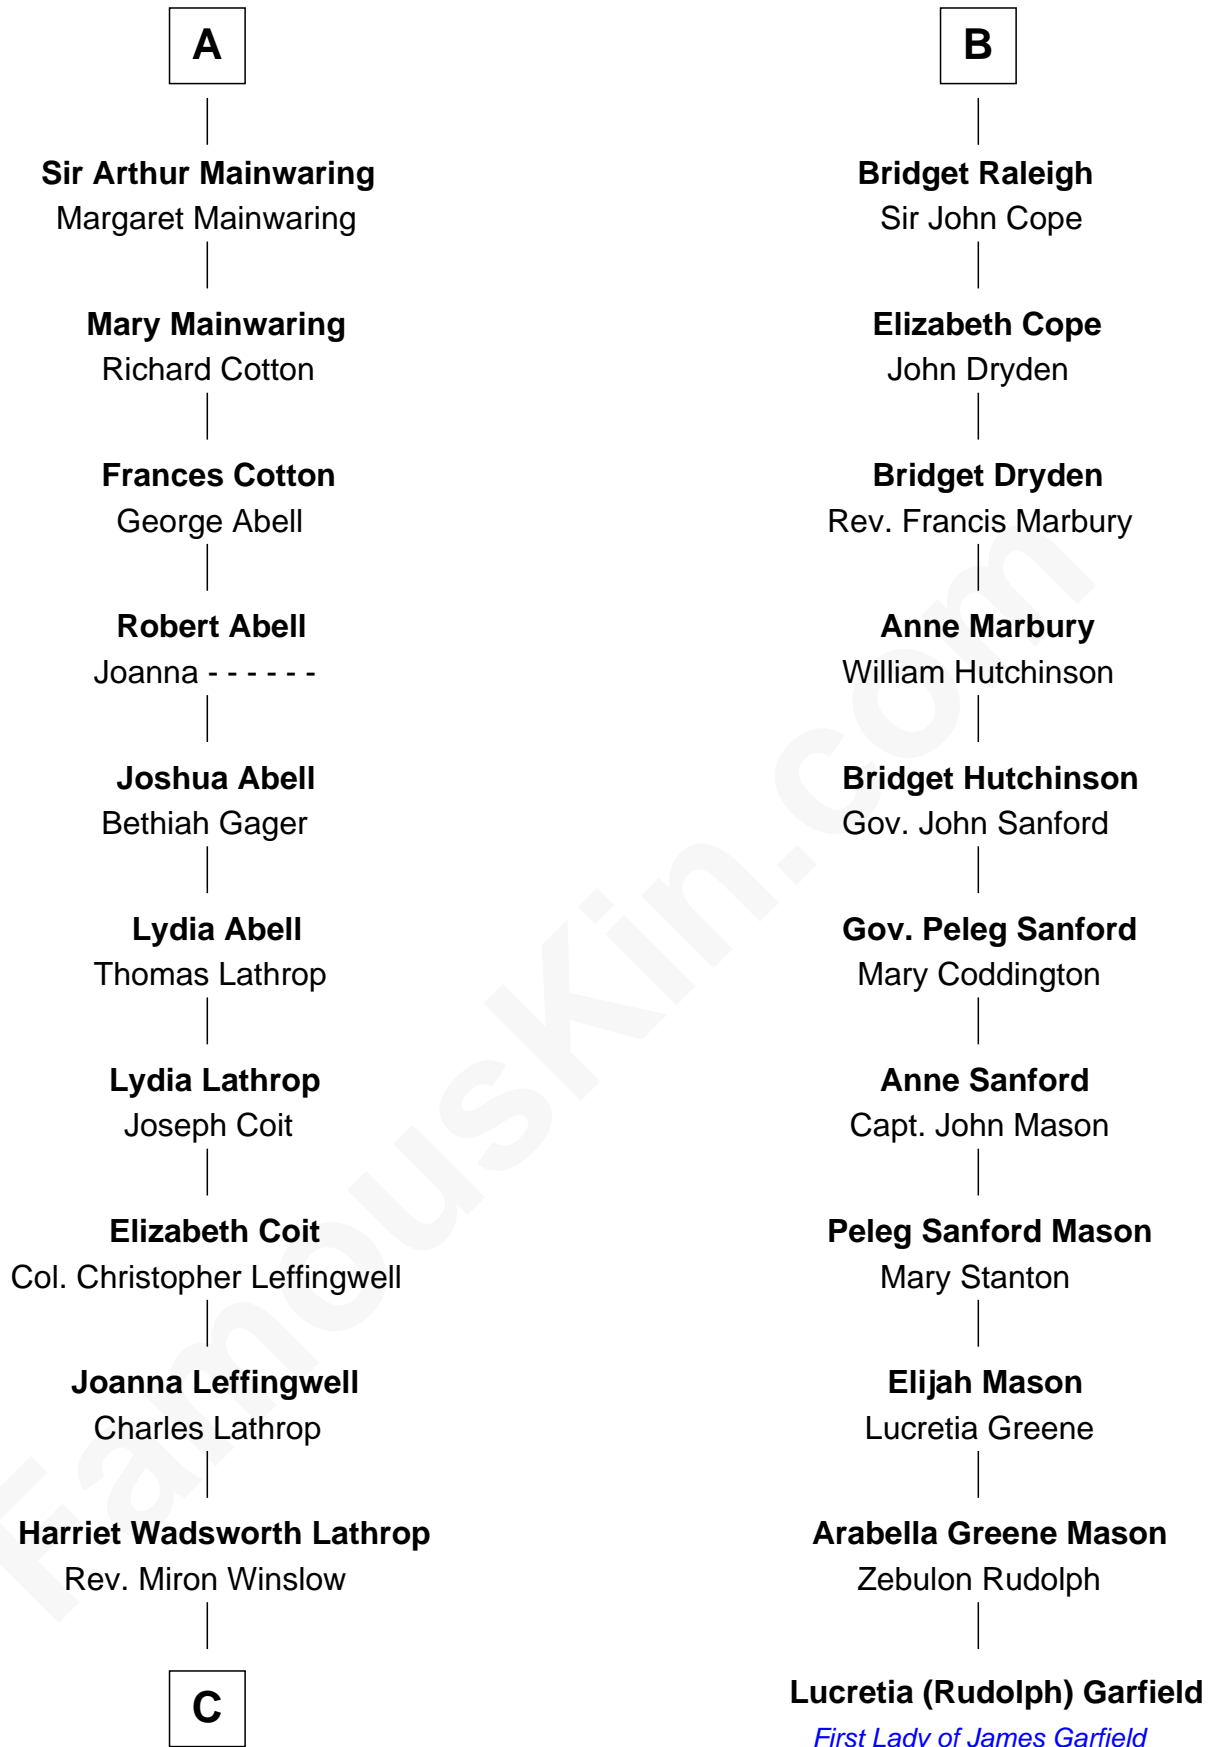 A
Sir Arthur Mainwaring
Margaret Mainwaring
Mary Mainwaring
Richard Cotton
Frances Cotton
George Abell
Robert Abell
Joanna - - - - - -
Joshua Abell
Bethiah Gager
Lydia Abell
Thomas Lathrop
Lydia Lathrop
Joseph Coit
Elizabeth Coit
Col. Christopher Leffingwell
Joanna Leffingwell
Charles Lathrop
Harriet Wadsworth Lathrop
Rev. Miron Winslow
C
B
Bridget Raleigh
Sir John Cope
Elizabeth Cope
John Dryden
Bridget Dryden
Rev. Francis Marbury
Anne Marbury
William Hutchinson
Bridget Hutchinson
Gov. John Sanford
Gov. Peleg Sanford
Mary Coddington
Anne Sanford
Capt. John Mason
Peleg Sanford Mason
Mary Stanton
Elijah Mason
Lucretia Greene
Arabella Greene Mason
Zebulon Rudolph
Lucretia (Rudolph) Garfield
First Lady of James Garfield
FamousKin.com